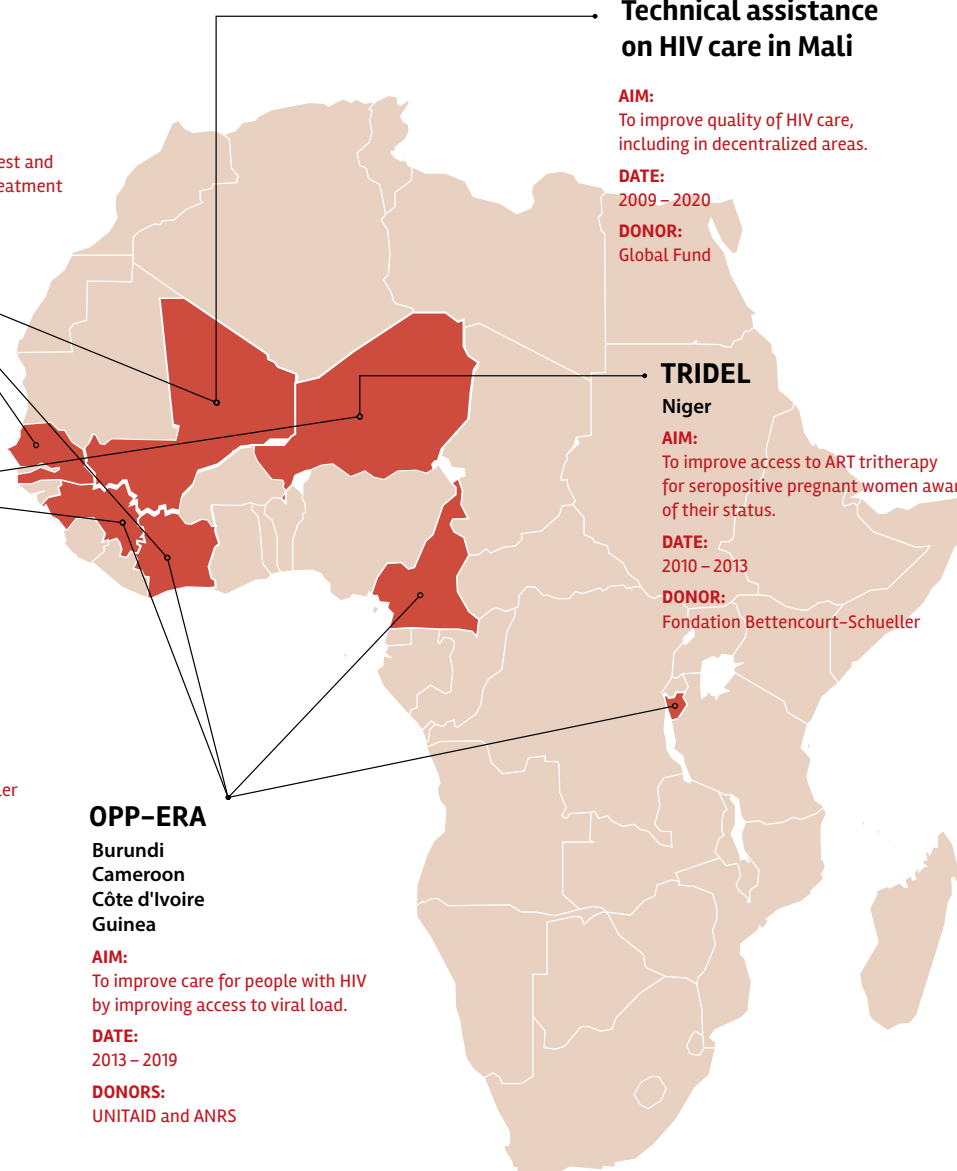 Technical assistance
on HIV care in Mali
AIM:
To improve quality of HIV care,
including in decentralized areas.
DATE:
2009 – 2020
DONOR:
Global Fund
est and
eatment
TRIDEL
Niger
AIM:
To improve access to ART tritherapy
for seropositive pregnant women awar
of their status.
DATE:
2010 – 2013
DONOR:
Fondation Bettencourt-Schueller
ler
OPP-ERA
Burundi
Cameroon
Côte d'Ivoire
Guinea
AIM:
To improve care for people with HIV
by improving access to viral load.
DATE:
2013 – 2019
DONORS:
UNITAID and ANRS